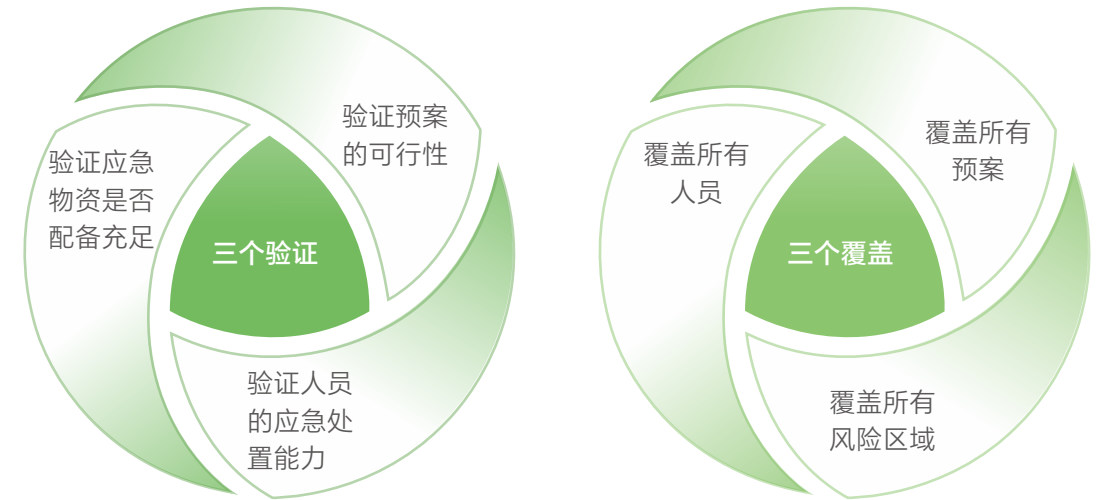 验证预案
的可行性
验证应急
物资是否
配备充足
三个验证
验证人员
的应急处
置能力
覆盖所有
预案
覆盖所有
人员
三个覆盖
覆盖所有
风险区域